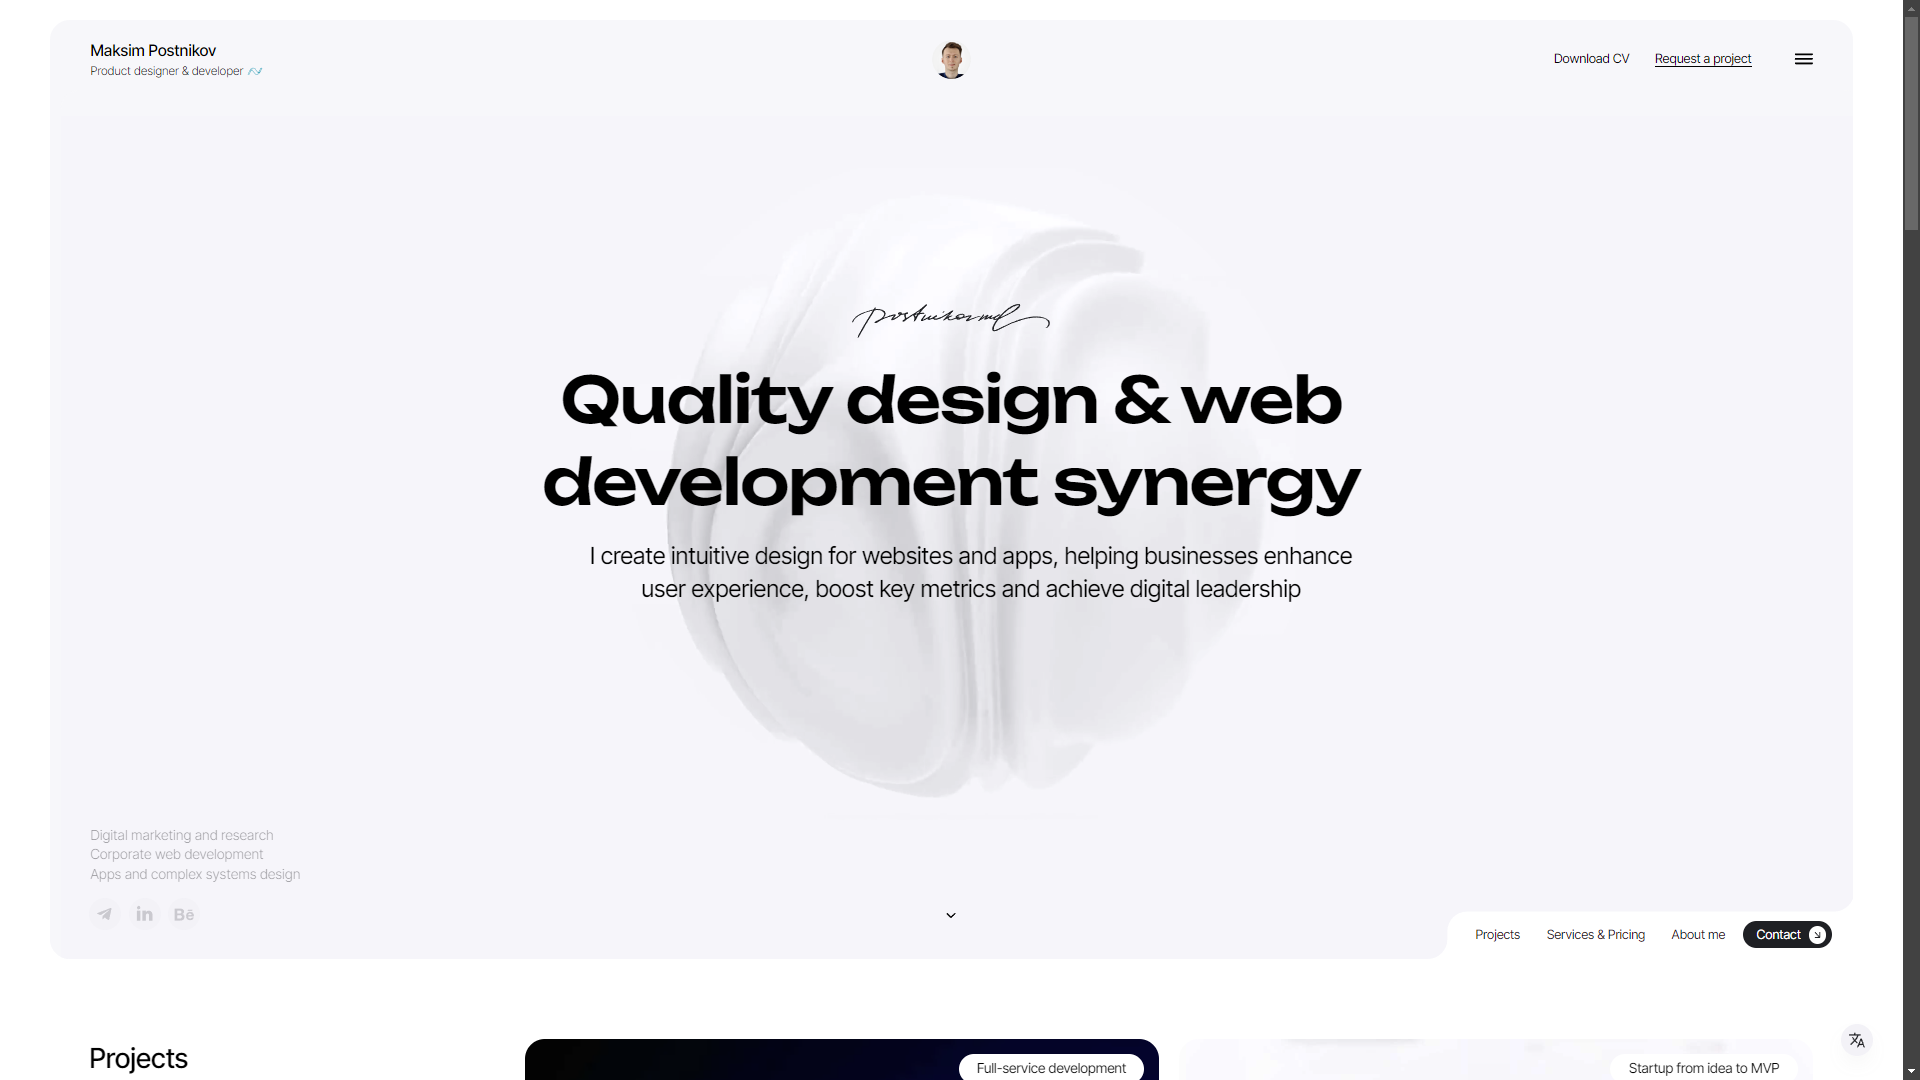 Maksim Postnikov
Product designer & developer
Download CV
Request a project
postnikovmd
Quality design & web
development synergy
I create intuitive design for websites and apps, helping businesses enhance
user experience, boost key metrics and achieve digital leadership
Digital marketing and research
Corporate web development
Apps and complex systems design
in
Bē
Projects
Services & Pricing
About me
Contact
Projects
Full-service development
Startup from idea to MVP